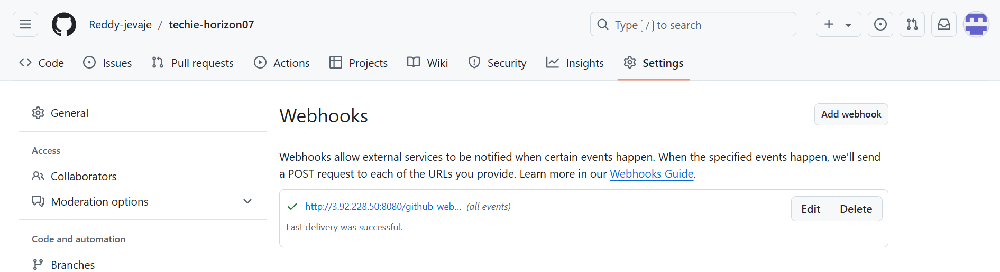 Reddy-jevaje / techie-horizon07
Type / to search
Code
Issues
Pull requests
Actions
Projects
Wiki
Security
Insights
Settings
General
Access
Collaborators
Moderation options
Code and automation
Branches
Webhooks
Add webhook
Webhooks allow external services to be notified when certain events happen. When the specified events happen, we'll send
a POST request to each of the URLs you provide. Learn more in our Webhooks Guide.
http://3.92.228.50:8080/github-web... (all events)
Edit
Delete
Last delivery was successful.